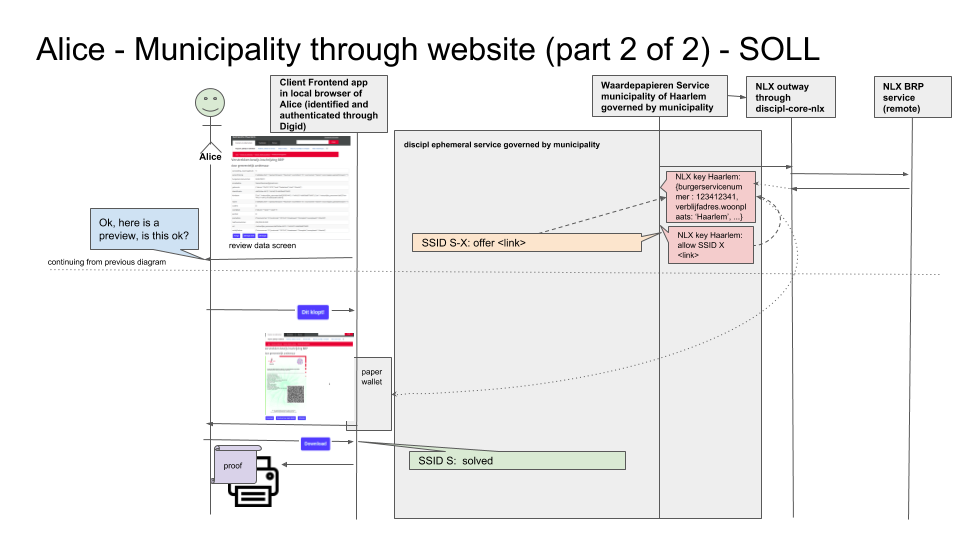 Alice - Municipality through website (part 2 of 2) - SOLL
Client Frontend app
in local browser of
Alice (identified and
authenticated through
Digid)
Waardepapieren Service
municipality of Haarlem
governed by municipality
NLX outway
through
discipl-core-nlx
NLX BRP
service
(remote)
Alice
discipl ephemeral service governed by municipality
NLX key Haarlem:
{burgerservicenum
mer : 123412341,
verblijfadres.woonpl
aats: ‘Haarlem’, ...}
Ok, here is a
preview, is this ok?
review data screen
SSID S-X: offer <link>
NLX key Haarlem:
allow SSID X
<link>
continuing from previous diagram
Dit klopt!
paper
wallet
Download
SSID S:  solved
proof